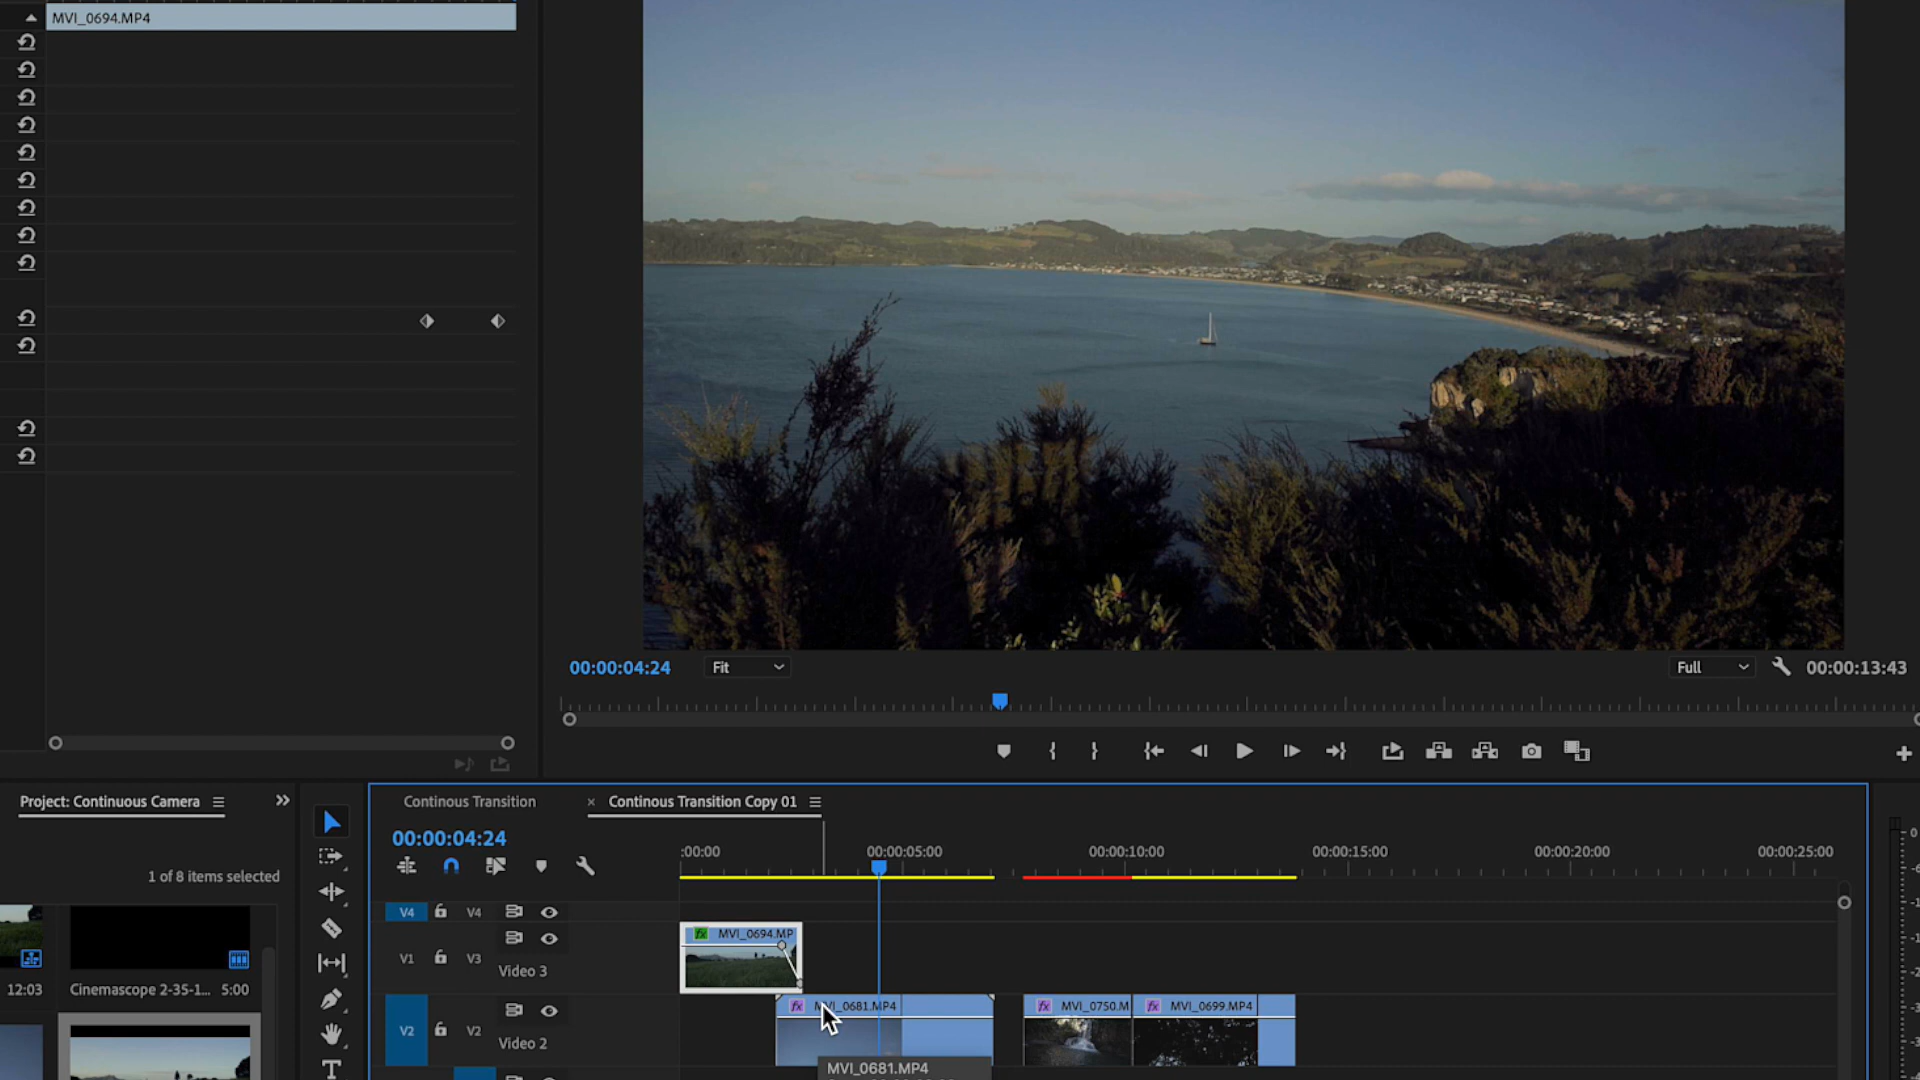 MVI_0694.MP4
00:00:04:24
Fit
Full
00:00:13:43
Project: Continuous Camera
1 of 8 items selected
12:03
Cinemascope 2-35-1... 5:00
Continous Transition
× Continous Transition Copy 01
00:00:04:24
:00:00
00:00:05:00
00:00:10:00
00:00:15:00
00:00:20:00
00:00:25:00
V4 V4
V1 V3
Video 3
fx MVI_0694.MP
V2 V2
Video 2
fx MVI_0681.MP4
fx MVI_0750.M
fx MVI_0699.MP4
MVI_0681.MP4